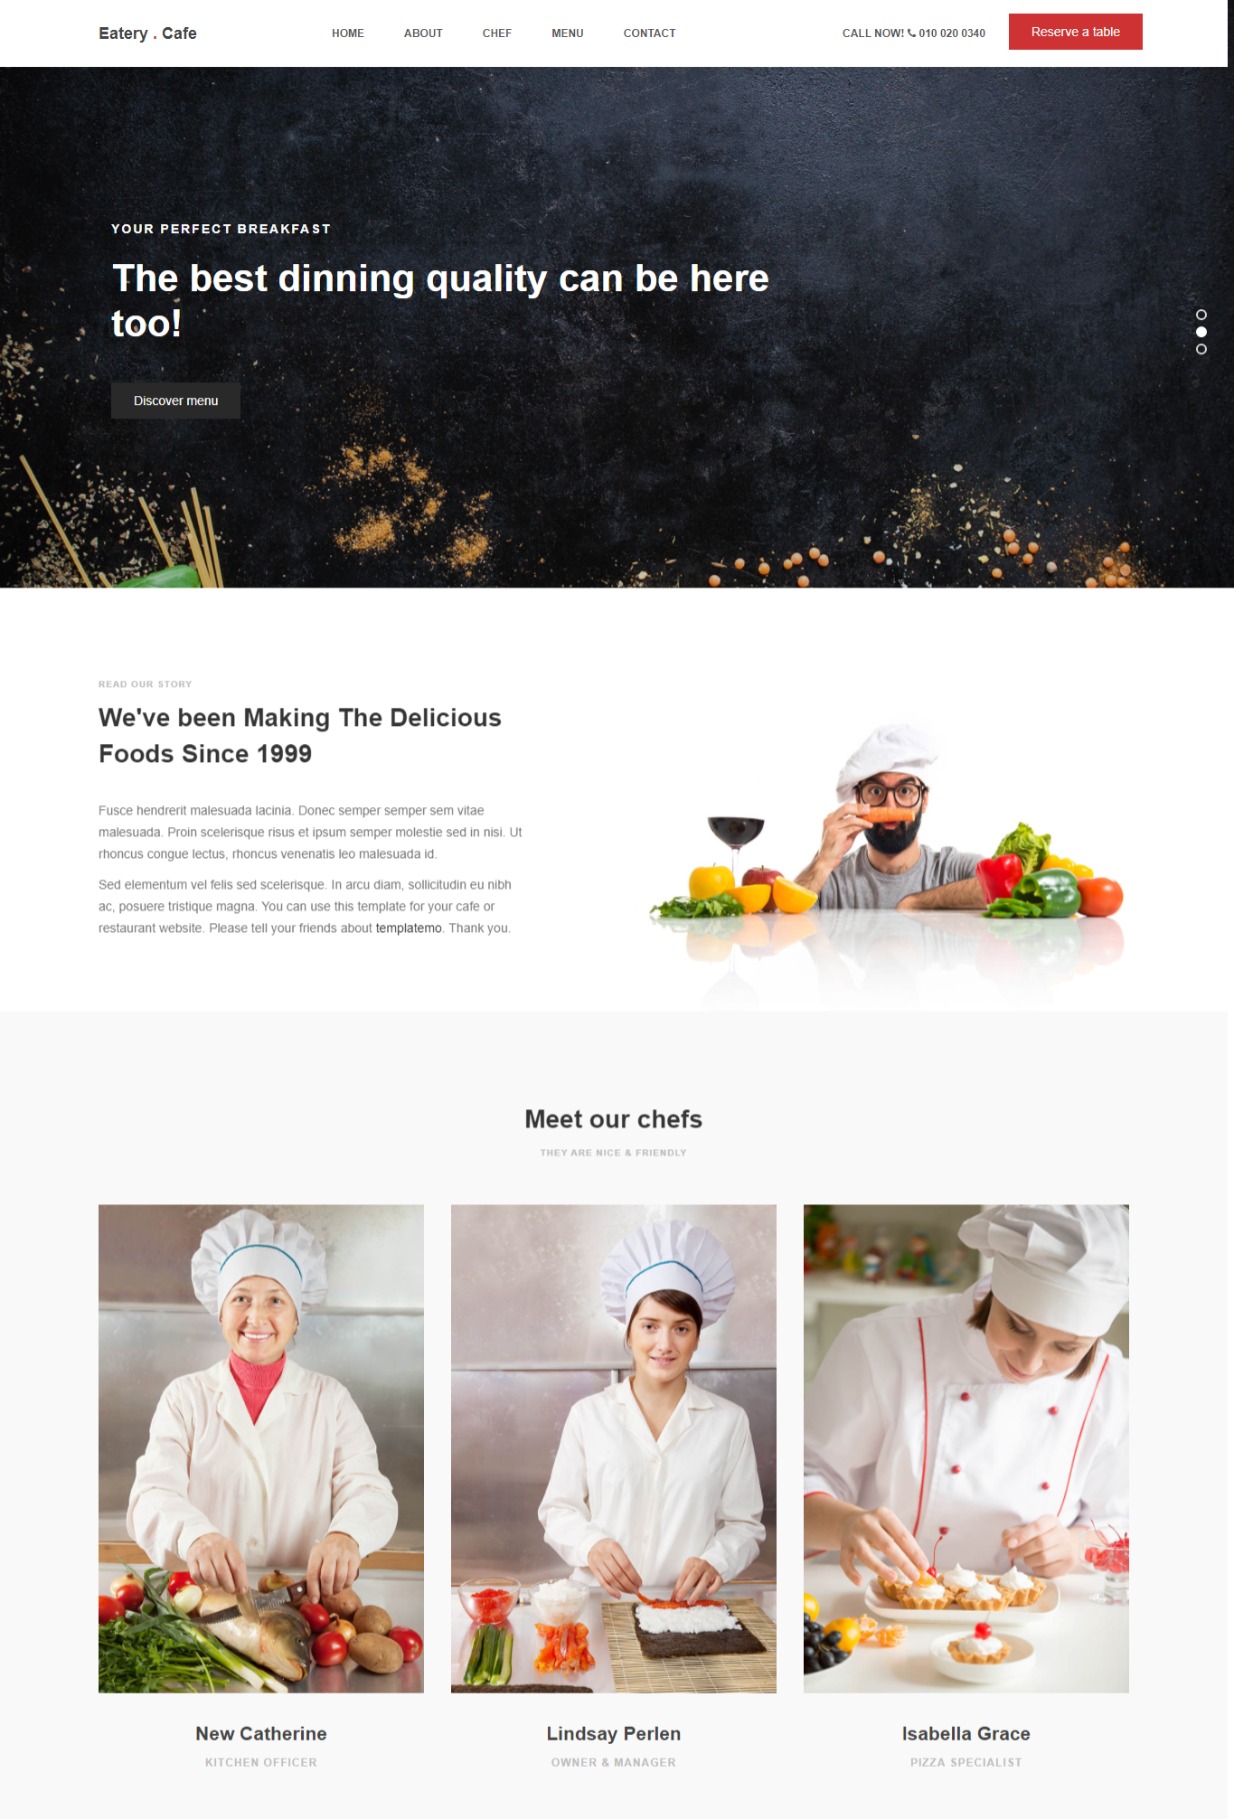 Eatery . Cafe
HOME
ABOUT
CHEF
MENU
CONTACT
CALL NOW! 010 020 0340
Reserve a table
YOUR PERFECT BREAKFAST
The best dinning quality can be here
too!
Discover menu
READ OUR STORY
We've been Making The Delicious
Foods Since 1999
Fusce hendrerit malesuada lacinia. Donec semper semper sem vitae
malesuada. Proin scelerisque risus et ipsum semper molestie sed in nisi. Ut
rhoncus congue lectus, rhoncus venenatis leo malesuada id.
Sed elementum vel felis sed scelerisque. In arcu diam, sollicitudin eu nibh
ac, posuere tristique magna. You can use this template for your cafe or
restaurant website. Please tell your friends about templatemo. Thank you.
Meet our chefs
THEY ARE NICE & FRIENDLY
New Catherine
KITCHEN OFFICER
Lindsay Perlen
OWNER & MANAGER
Isabella Grace
PIZZA SPECIALIST